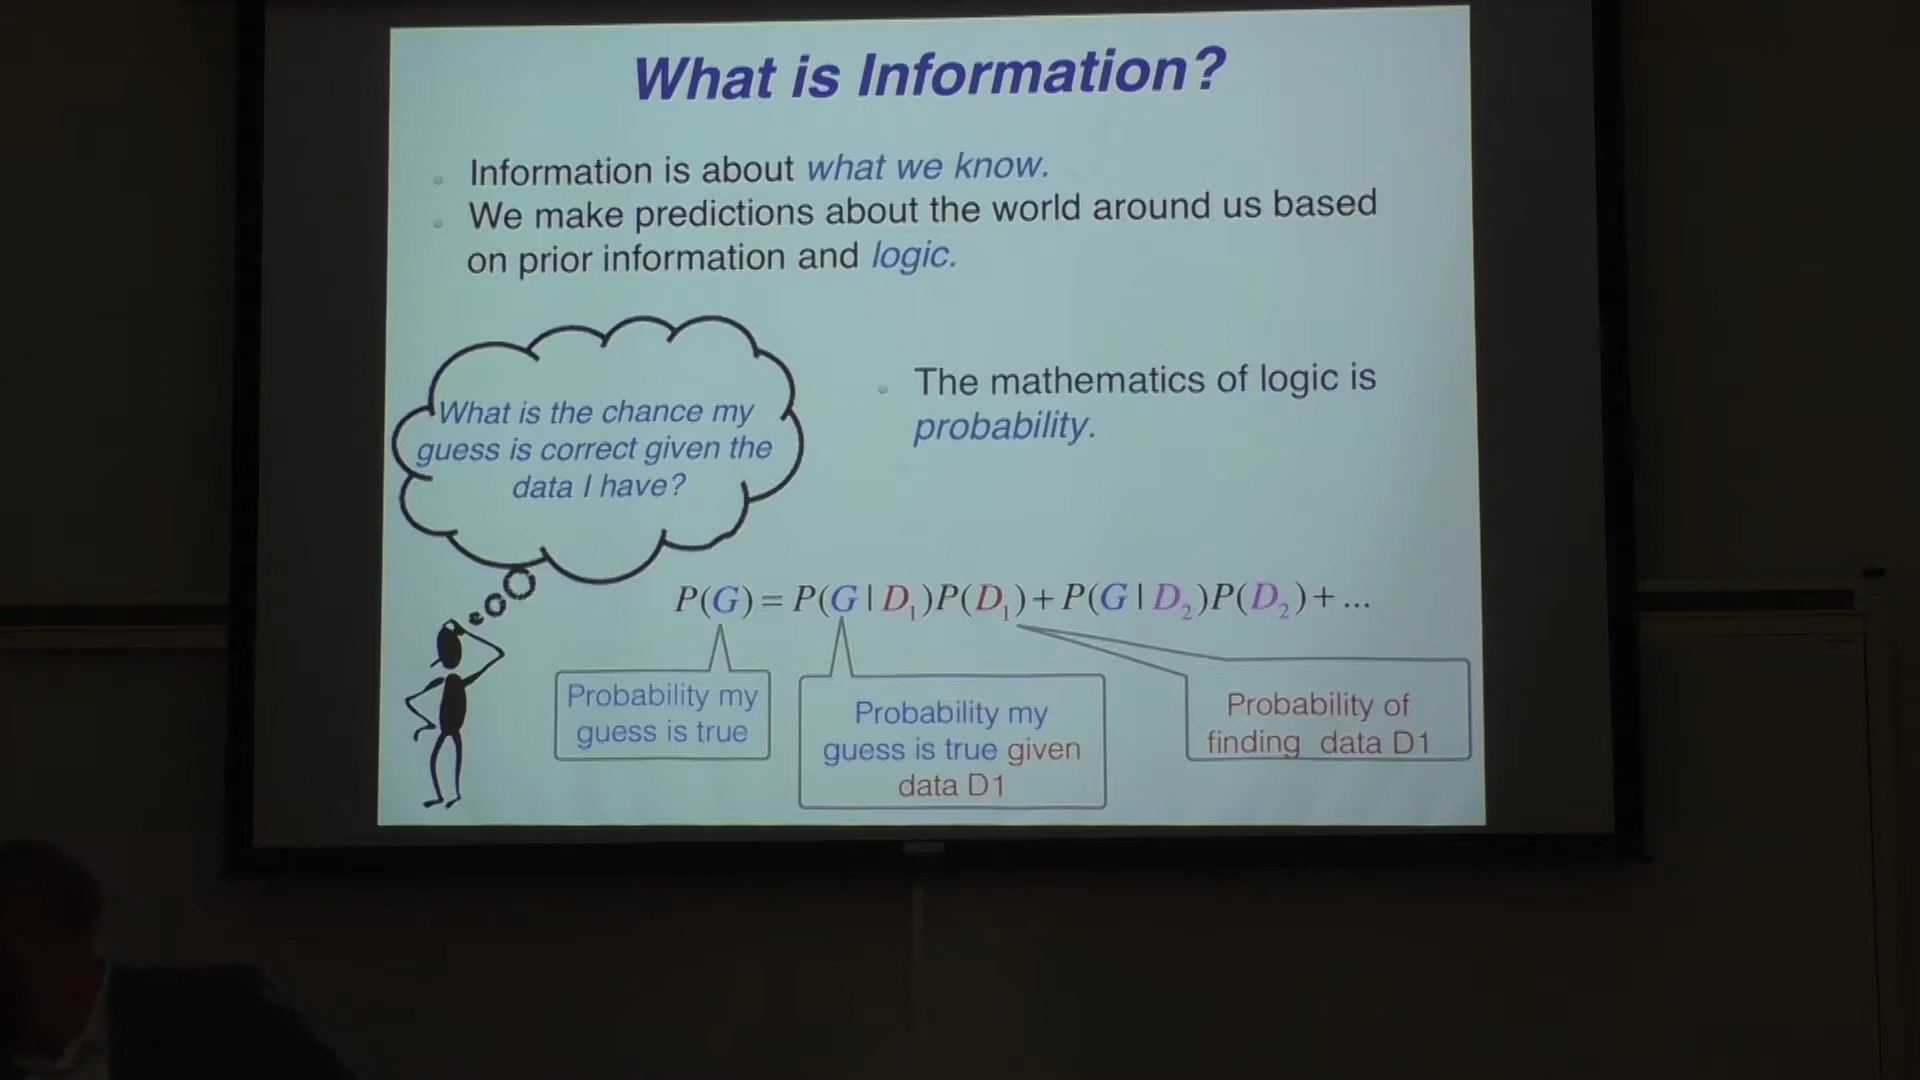 What is Information?
Information is about what we know.
We make predictions about the world around us based
on prior information and logic.
What is the chance my
guess is correct given the
data I have?
The mathematics of logic is
probability.
P(G) = P(G | D₁)P(D₁) + P(G | D₂)P(D₂) + ...
Probability my
guess is true
Probability my
guess is true given
data D1
Probability of
finding data D1